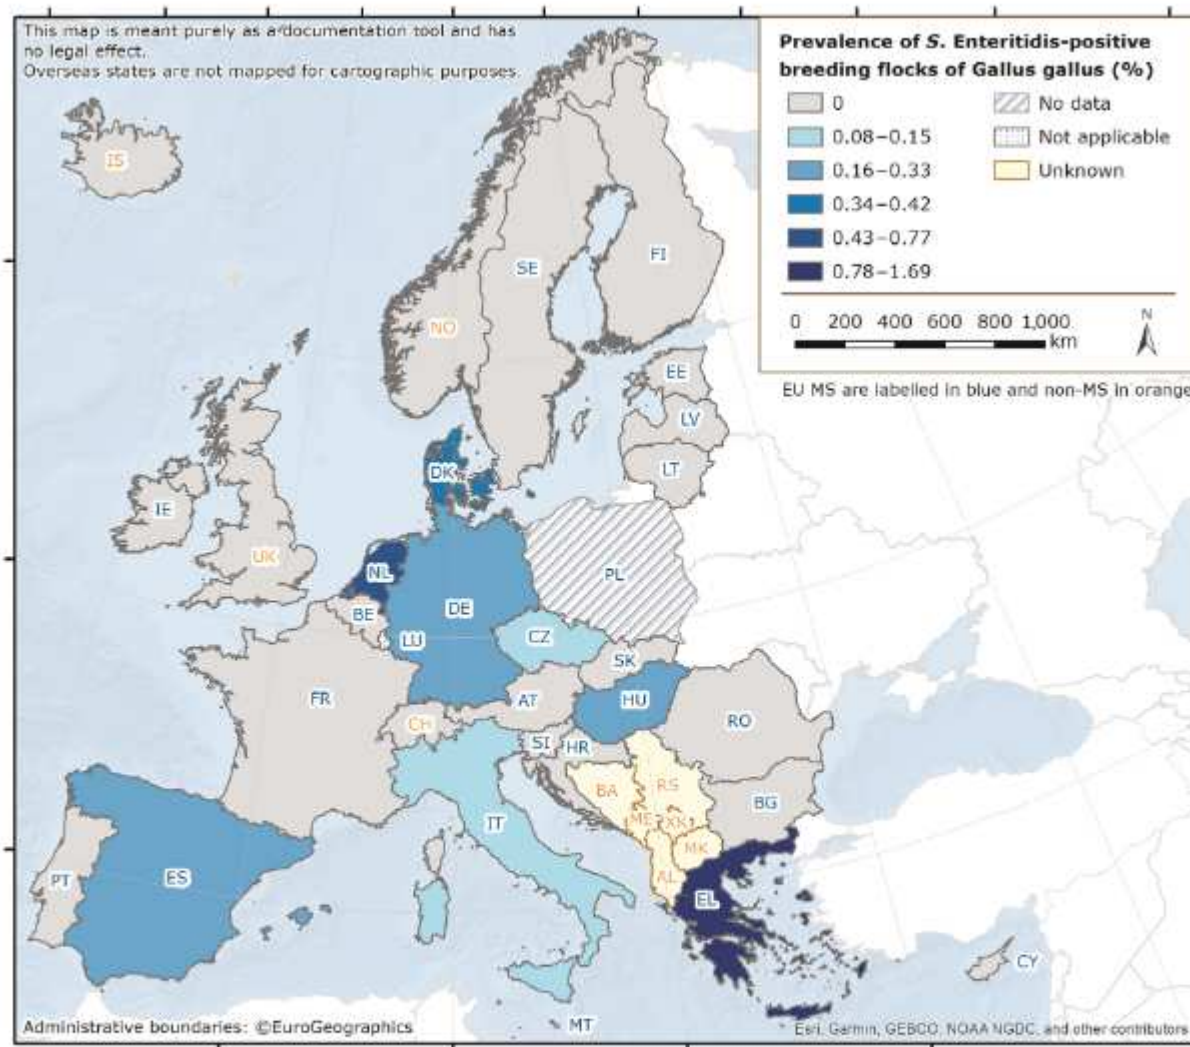 This map is meant purely as a documentation tool and has
no legal effect.
Overseas states are not mapped for cartographic purposes.
Prevalence of S. Enteritidis-positive
breeding flocks of Gallus gallus (%)
0
No data
0.08–0.15
Not applicable
0.16–0.33
Unknown
0.34–0.42
0.43–0.77
0.78–1.69
0 200 400 600 800 1,000
km
N
EU MS are labelled in blue and non-MS in orange
IS
FI
SE
NO
EE
LV
LT
DK
IE
UK
NL
PL
BE
DE
LU
CZ
SK
FR
AT
HU
CH
RO
SI
HR
BA
RS
BG
IT
ME
XK
MK
PT
ES
AL
EL
CY
MT
Administrative boundaries: ©EuroGeographics
Esri, Garmin, GEBCO, NOAA NGDC, and other contributors